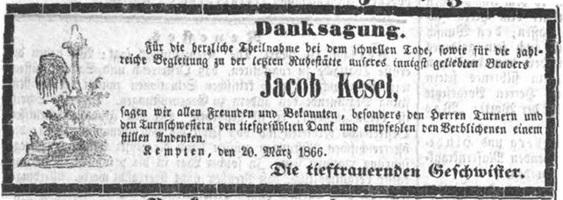 Danksagung.
Für die herzliche Theilnahme bei dem schnellen Tode, sowie für die zahl-
reiche Begleitung zu der letzten Ruhestätte unseres innigst geliebten Bruders
Jacob Kesel,
sagen wir allen Freunden und Bekannten, besonders den Herren Turnern und
den Turnschwestern den tiefgefühlten Dank und empfehlen den Verblichenen einem
stillen Andenken.
Kempten, den 20. März 1866.
Die tieftrauernden Geschwister.